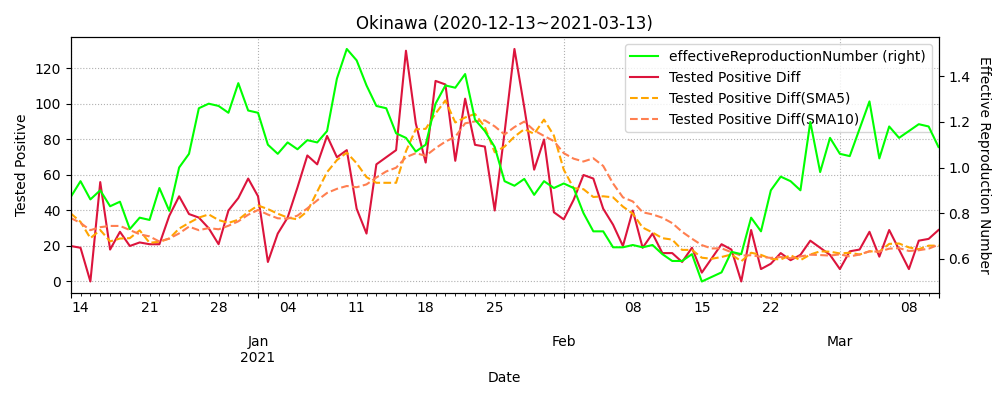 Okinawa (2020-12-13~2021-03-13)
effectiveReproductionNumber (right)
Tested Positive Diff
Tested Positive Diff(SMA5)
Tested Positive Diff(SMA10)
Tested Positive
120
100
80
60
40
20
0
1.4
1.2
1.0
0.8
0.6
Effective Reproduction Number
14 21 28 04 11 18 25 08 15 22 08
Jan Feb Mar
2021
Date